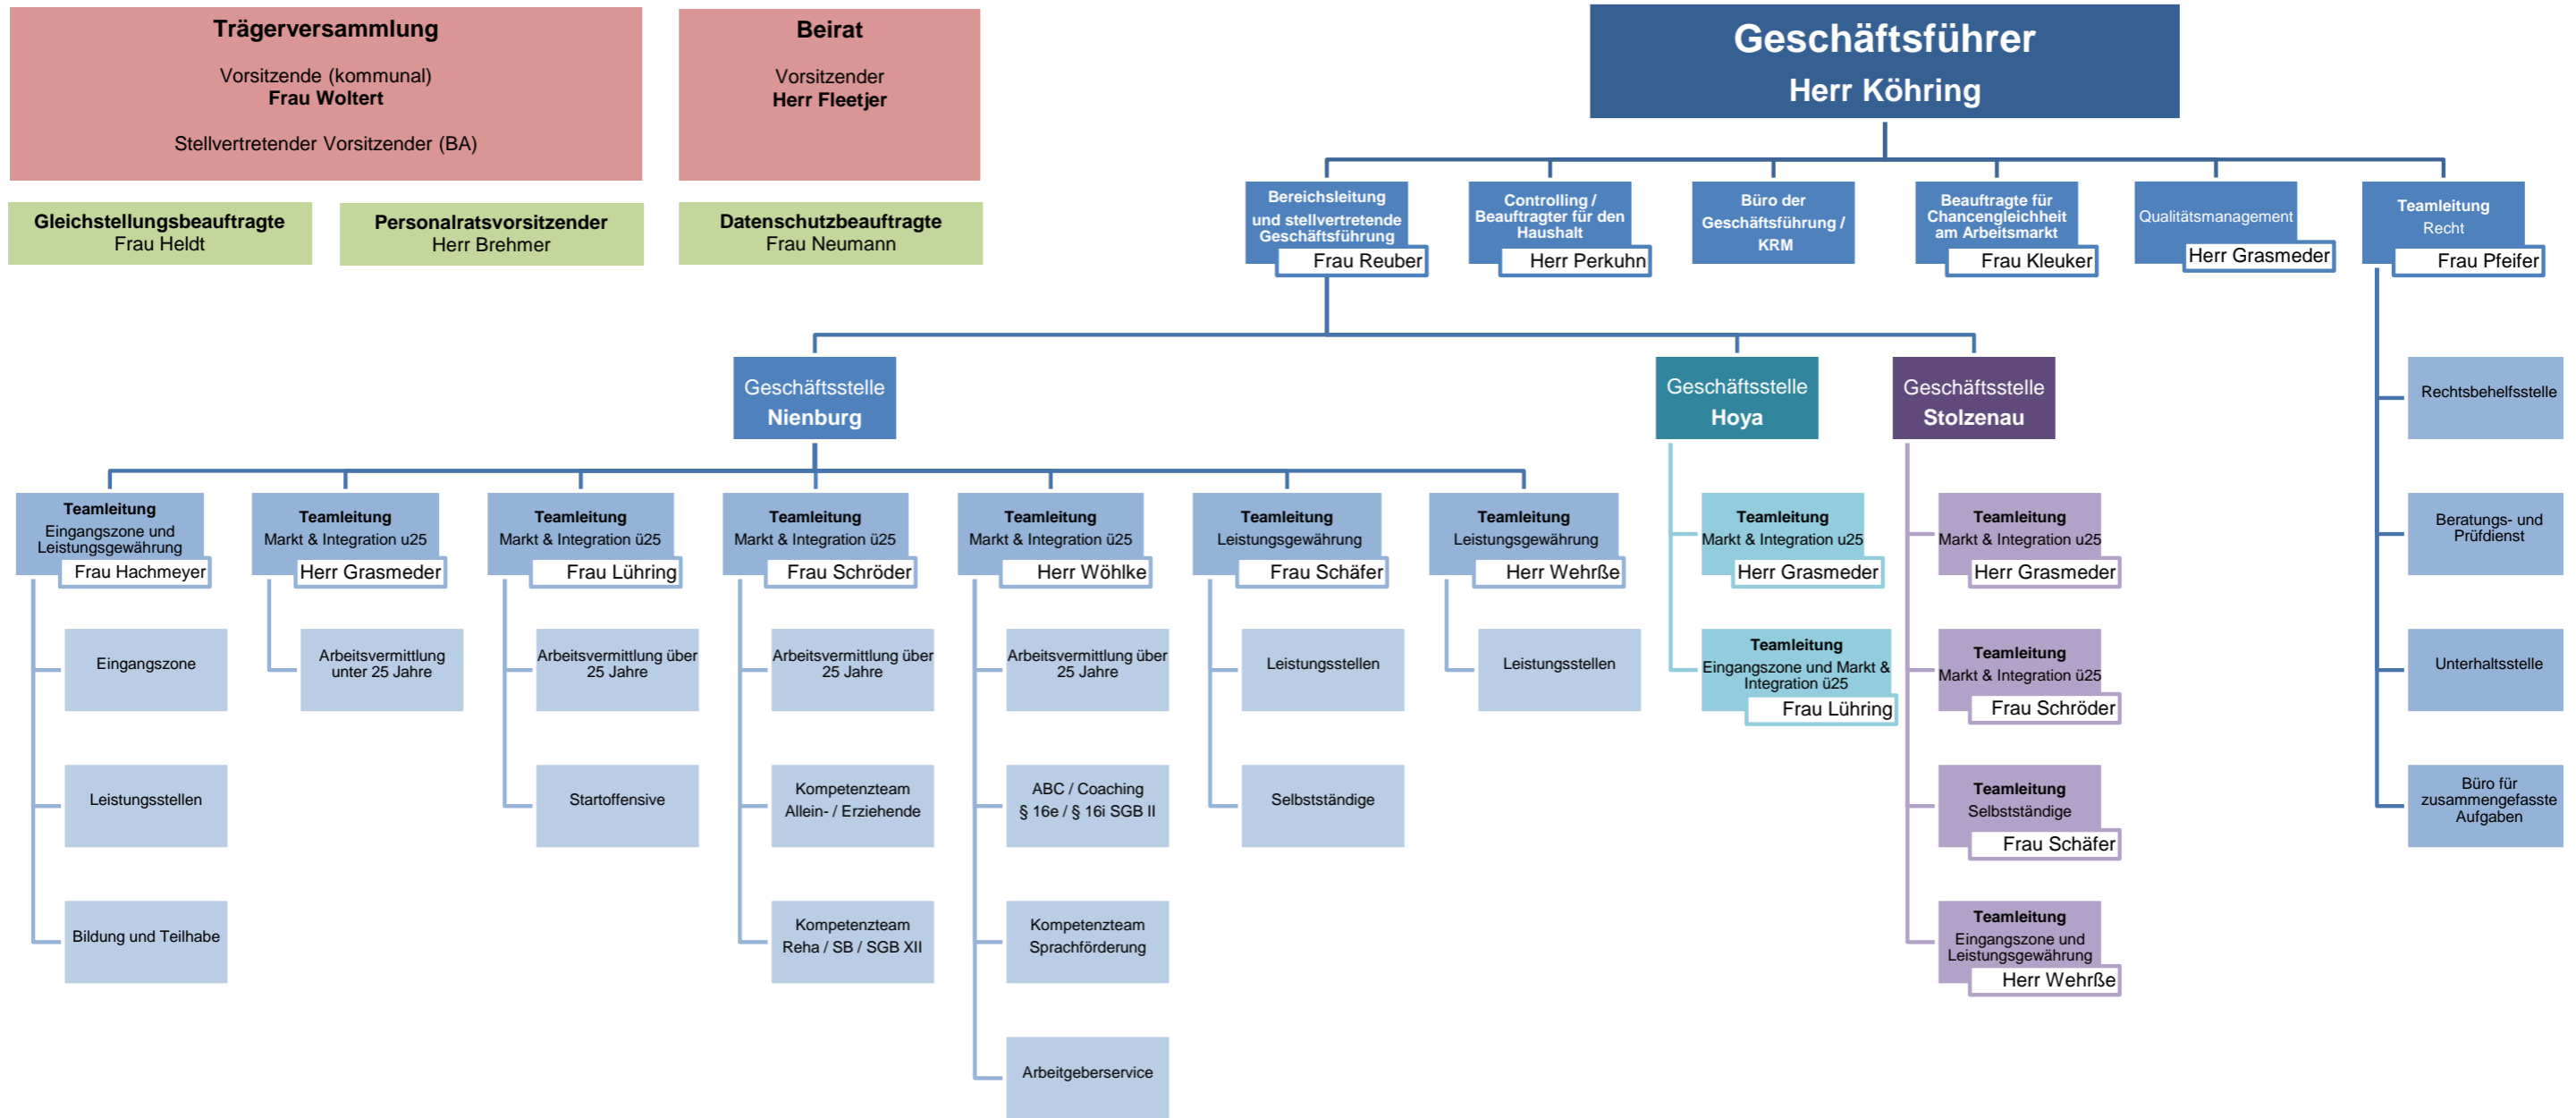 Trägerversammlung
Vorsitzende (kommunal)
Frau Woltert
Stellvertretender Vorsitzender (BA)
Beirat
Vorsitzender
Herr Fleetjer
Geschäftsführer
Herr Köhring
Gleichstellungsbeauftragte
Frau Heldt
Personalratsvorsitzender
Herr Brehmer
Datenschutzbeauftragte
Frau Neumann
Bereichsleitung
und stellvertretende
Geschäftsführung
Frau Reuber
Controlling /
Beauftragter für den
Haushalt
Herr Perkuhn
Büro der
Geschäftsführung /
KRM
Beauftragte für
Chancengleichheit
am Arbeitsmarkt
Frau Kleuker
Qualitätsmanagement
Herr Grasmeder
Teamleitung
Recht
Frau Pfeifer
Geschäftsstelle
Nienburg
Geschäftsstelle
Hoya
Geschäftsstelle
Stolzenau
Rechtsbehelfsstelle
Beratungs- und
Prüfdienst
Unterhaltsstelle
Büro für
zusammengefasste
Aufgaben
Teamleitung
Eingangszone und
Leistungsgewährung
Frau Hachmeyer
Eingangszone
Leistungsstellen
Bildung und Teilhabe
Teamleitung
Markt & Integration u25
Herr Grasmeder
Arbeitsvermittlung
unter 25 Jahre
Teamleitung
Markt & Integration ü25
Frau Lühring
Arbeitsvermittlung über
25 Jahre
Startoffensive
Teamleitung
Markt & Integration ü25
Frau Schröder
Arbeitsvermittlung über
25 Jahre
Kompetenzteam
Allein- / Erziehende
Kompetenzteam
Reha / SB / SGB XII
Teamleitung
Markt & Integration ü25
Herr Wöhlke
Arbeitsvermittlung über
25 Jahre
ABC / Coaching
§ 16e / § 16i SGB II
Kompetenzteam
Sprachförderung
Arbeitgeberservice
Teamleitung
Leistungsgewährung
Frau Schäfer
Leistungsstellen
Selbstständige
Teamleitung
Leistungsgewährung
Herr Wehrße
Leistungsstellen
Teamleitung
Markt & Integration u25
Herr Grasmeder
Teamleitung
Eingangszone und Markt &
Integration ü25
Frau Lühring
Teamleitung
Markt & Integration u25
Herr Grasmeder
Teamleitung
Markt & Integration ü25
Frau Schröder
Teamleitung
Selbstständige
Frau Schäfer
Teamleitung
Eingangszone und
Leistungsgewährung
Herr Wehrße